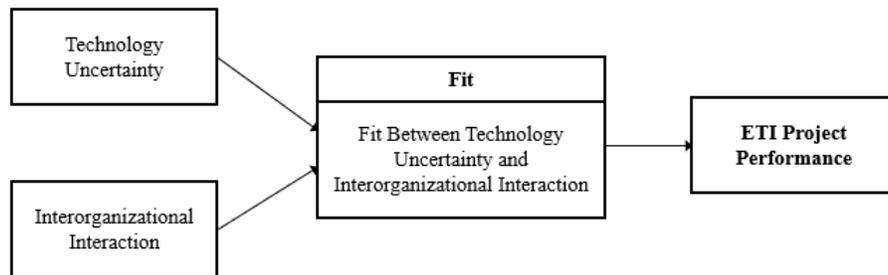 Technology
Uncertainty
Fit
Fit Between Technology
Uncertainty and
Interorganizational Interaction
ETI Project
Performance
Interorganizational
Interaction